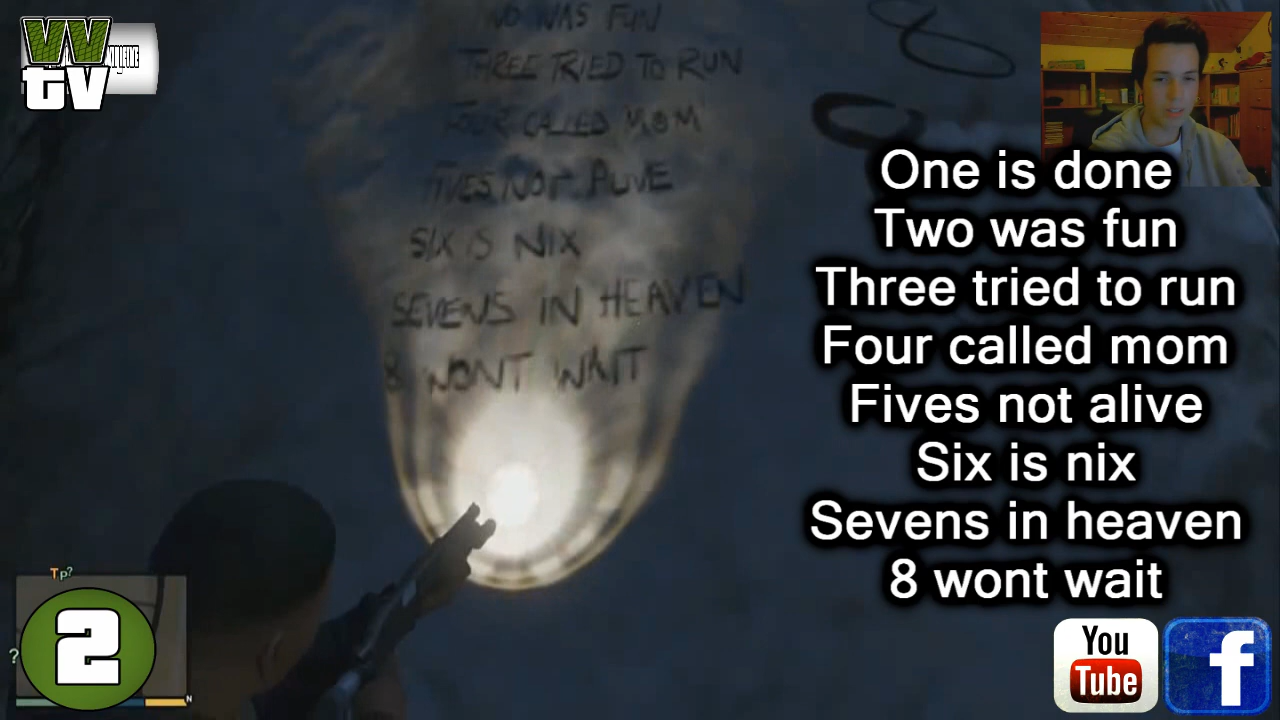 VV
tv
WO WAS FUN
THREE TRIED TO RUN
FOUR CALLED MOM
FIVES NOT ALIVE
SIX IS NIX
SEVENS IN HEAVEN
8 WONT WAIT
8
One is done
Two was fun
Three tried to run
Four called mom
Fives not alive
Six is nix
Sevens in heaven
8 wont wait
T p?
?
2
N
You
Tube
f